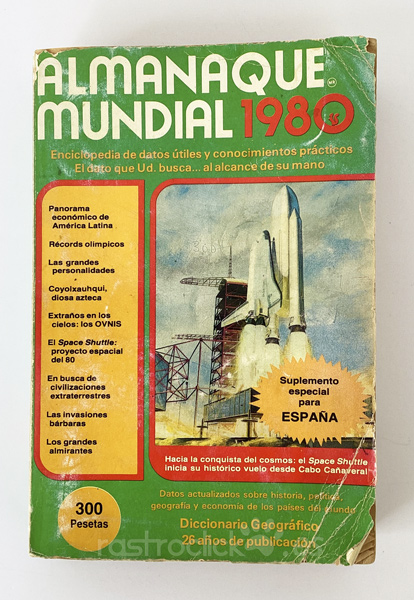 ALMANAQUE
MUNDIAL 1980
Enciclopedia de datos útiles y conocimientos prácticos
El dato que Ud. busca... al alcance de su mano
Panorama
económico de
América Latina
Récords olímpicos
Las grandes
personalidades
Coyolxauhqui,
diosa azteca
Extraños en los
cielos: los OVNIS
El Space Shuttle:
proyecto espacial
del 80
En busca de
civilizaciones
extraterrestres
Las invasiones
bárbaras
Los grandes
almirantes
Suplemento
especial
para
ESPAÑA
Hacia la conquista del cosmos: el Space Shuttle
inicia su histórico vuelo desde Cabo Cañaveral
300
Pesetas
Datos actualizados sobre historia, política,
geografía y economía de los países del mundo
Diccionario Geográfico
26 años de publicación